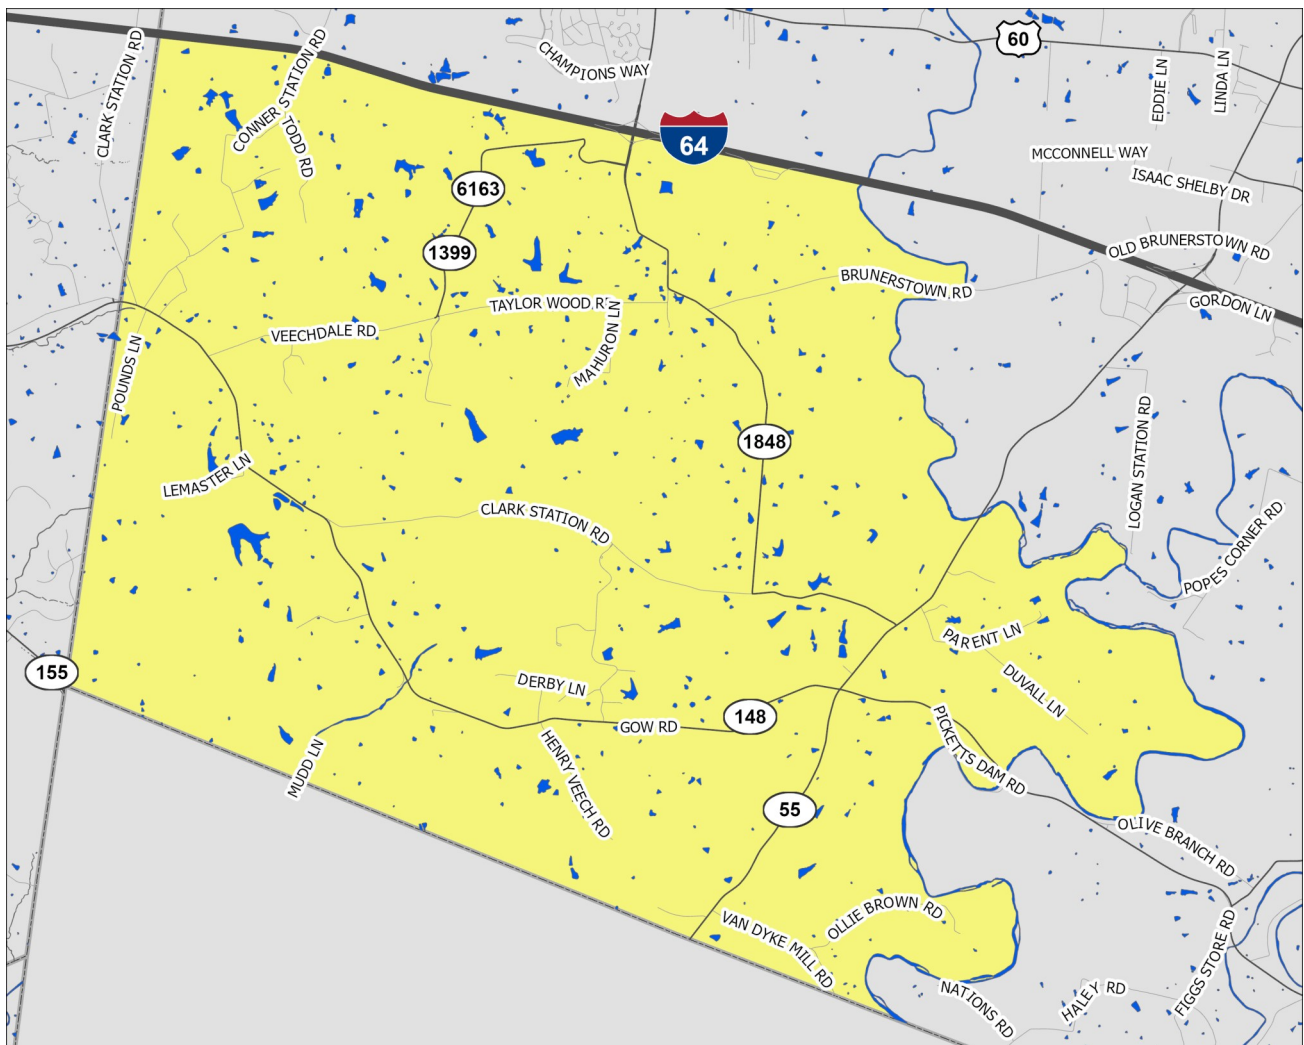 60
CHAMPIONS WAY
CLARK STATION RD
CONNER STATION RD
EDDIE LN
LINDA LN
TODD RD
64
MCCONNELL WAY
ISAAC SHELBY DR
6163
1399
OLD BRUNERSTOWN RD
BRUNERSTOWN RD
TAYLOR WOOD RD
GORDON LN
VEECHDALE RD
MAHURON LN
POUNDS LN
1848
LOGAN STATION RD
LEMASTER LN
CLARK STATION RD
POPES CORNER RD
PARENT LN
155
DERBY LN
DUVALL LN
148
GOW RD
PICKETTS DAM RD
MUDD LN
HENRY VEECH RD
55
OLIVE BRANCH RD
OLLIE BROWN RD
VAN DYKE MILL RD
FIGGS STORE RD
NATIONS RD
HALEY RD